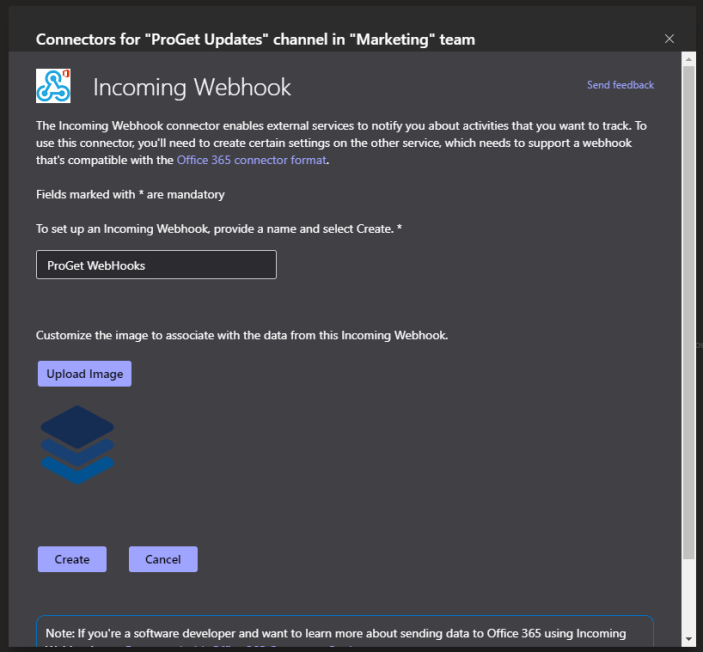 Connectors for "ProGet Updates" channel in "Marketing" team
Incoming Webhook
Send feedback
The Incoming Webhook connector enables external services to notify you about activities that you want to track. To
use this connector, you'll need to create certain settings on the other service, which needs to support a webhook
that's compatible with the Office 365 connector format.
Fields marked with * are mandatory
To set up an Incoming Webhook, provide a name and select Create. *
ProGet WebHooks
Customize the image to associate with the data from this Incoming Webhook.
Upload Image
Create
Cancel
Note: If you're a software developer and want to learn more about sending data to Office 365 using Incoming